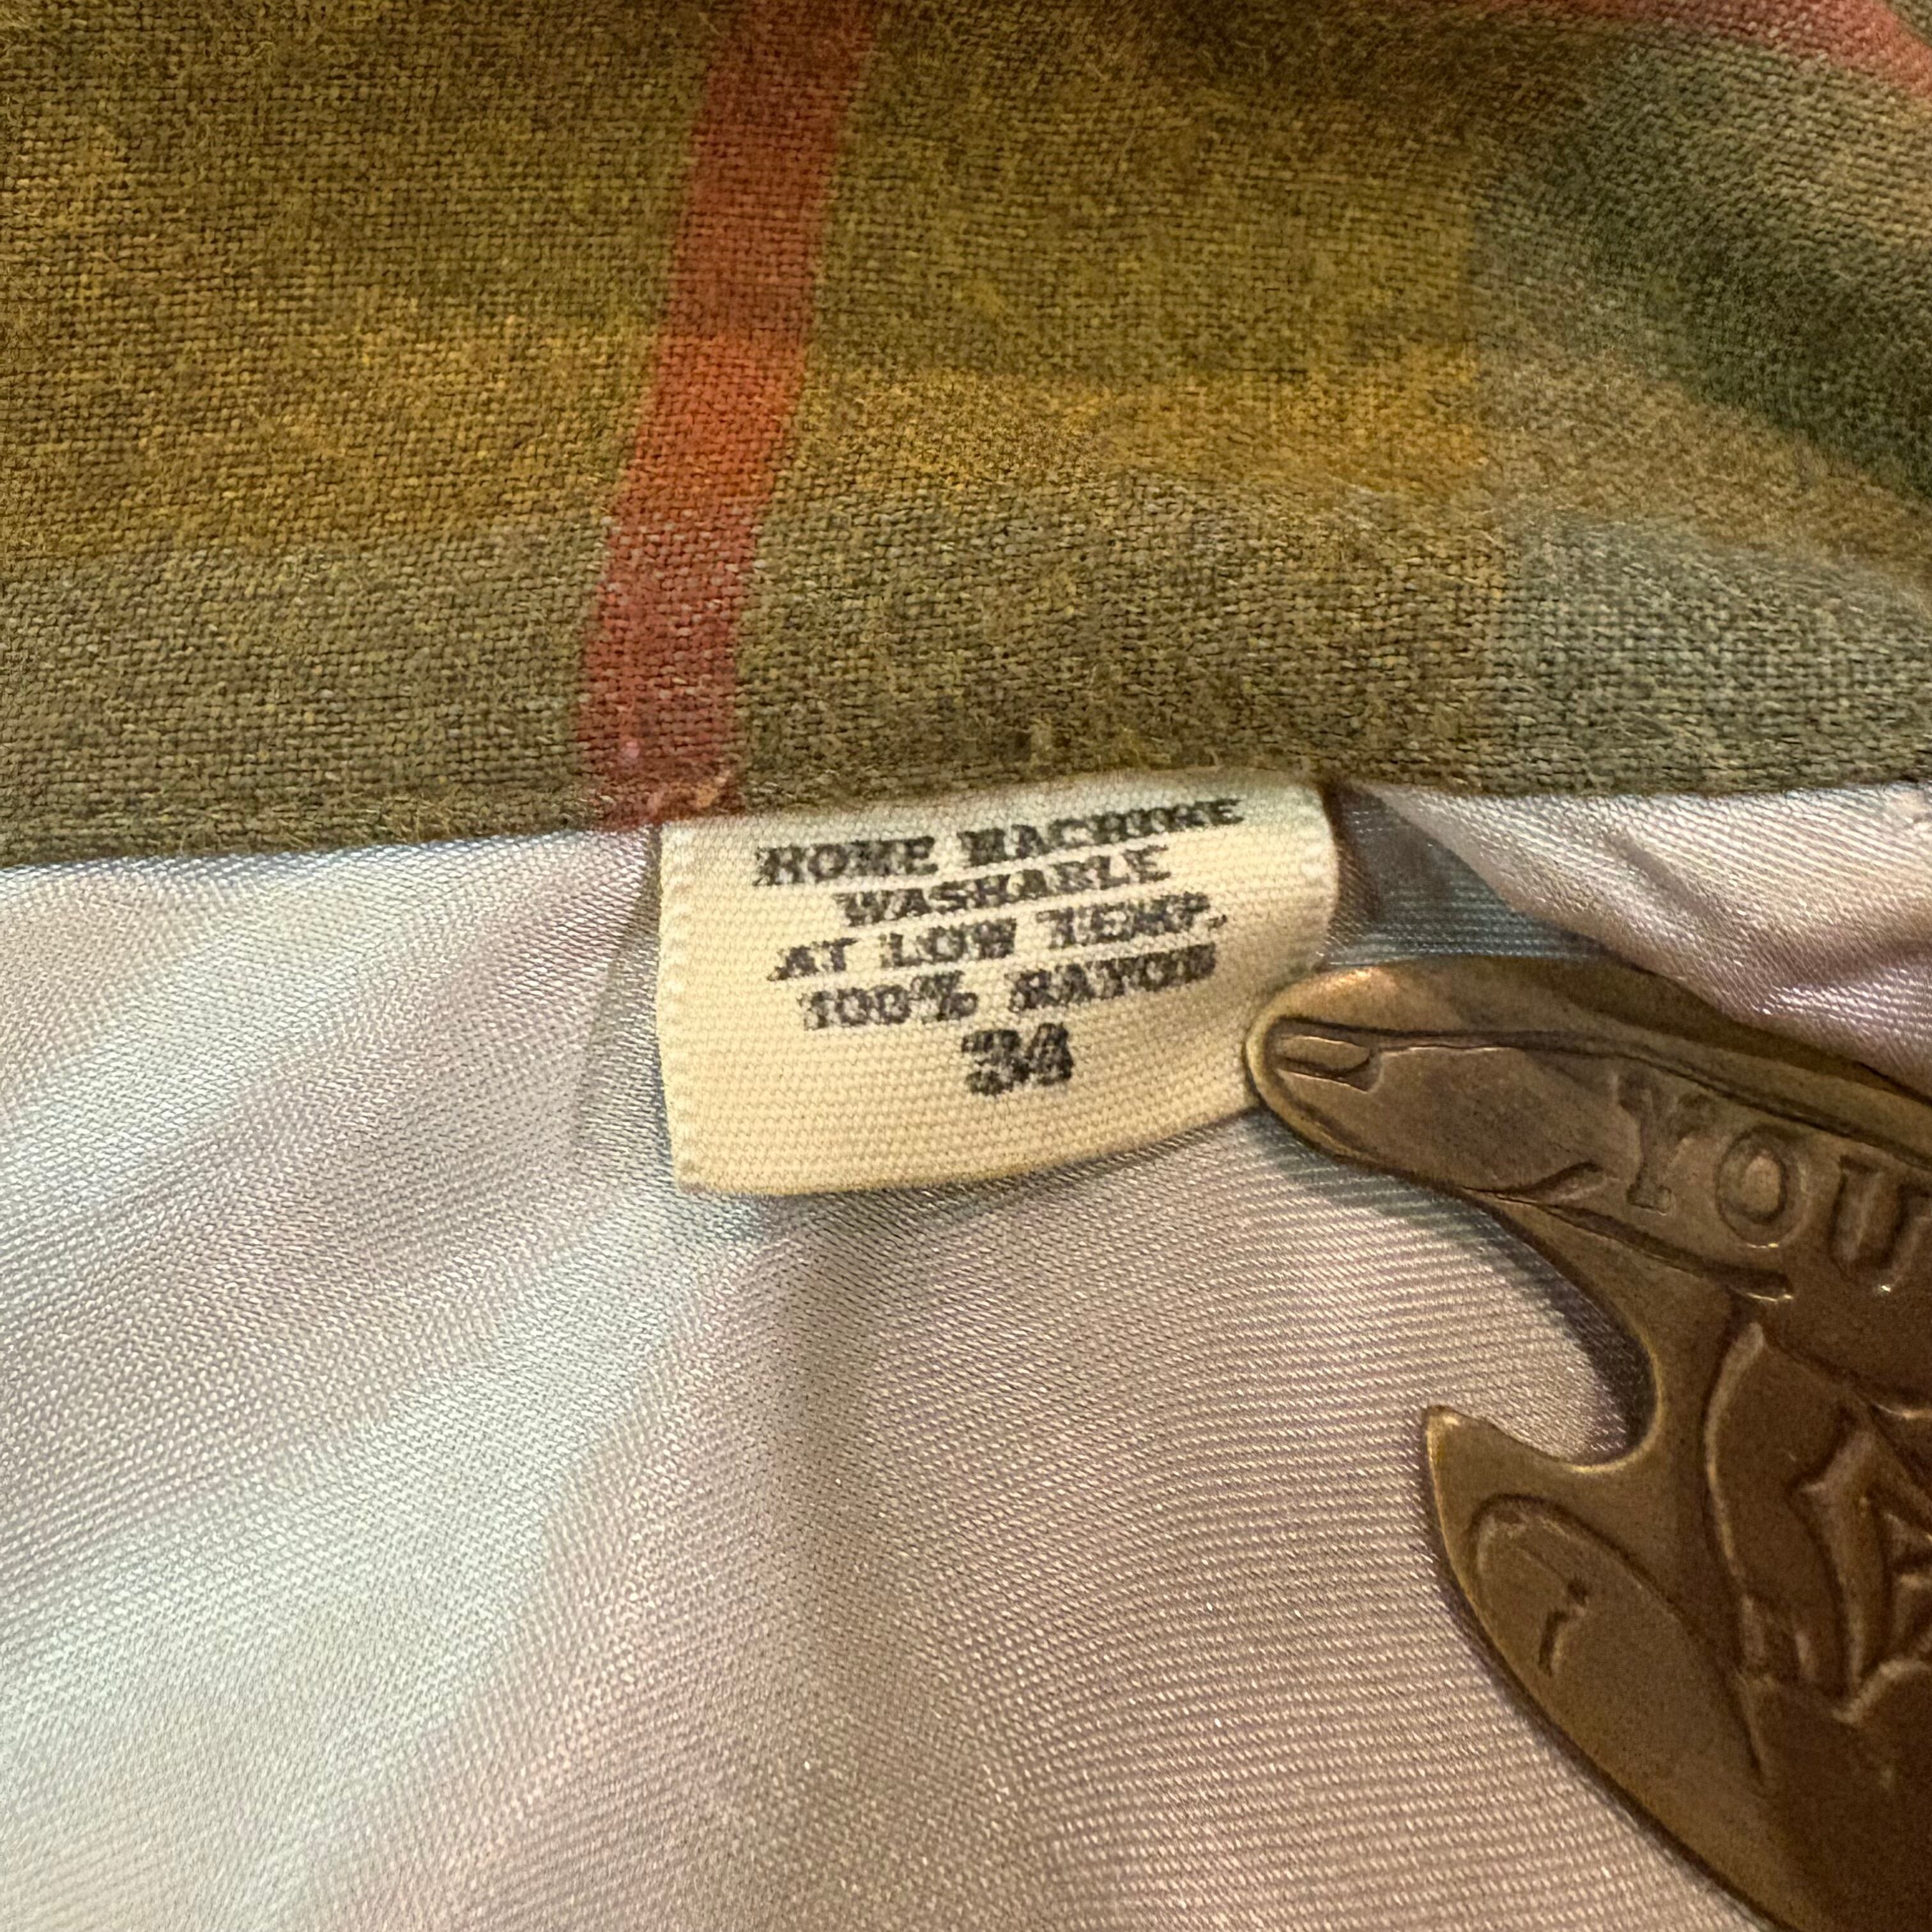 HOME MACHINE
WASHABLE
AT LOW TEMP.
100% RAYON
34
YOU